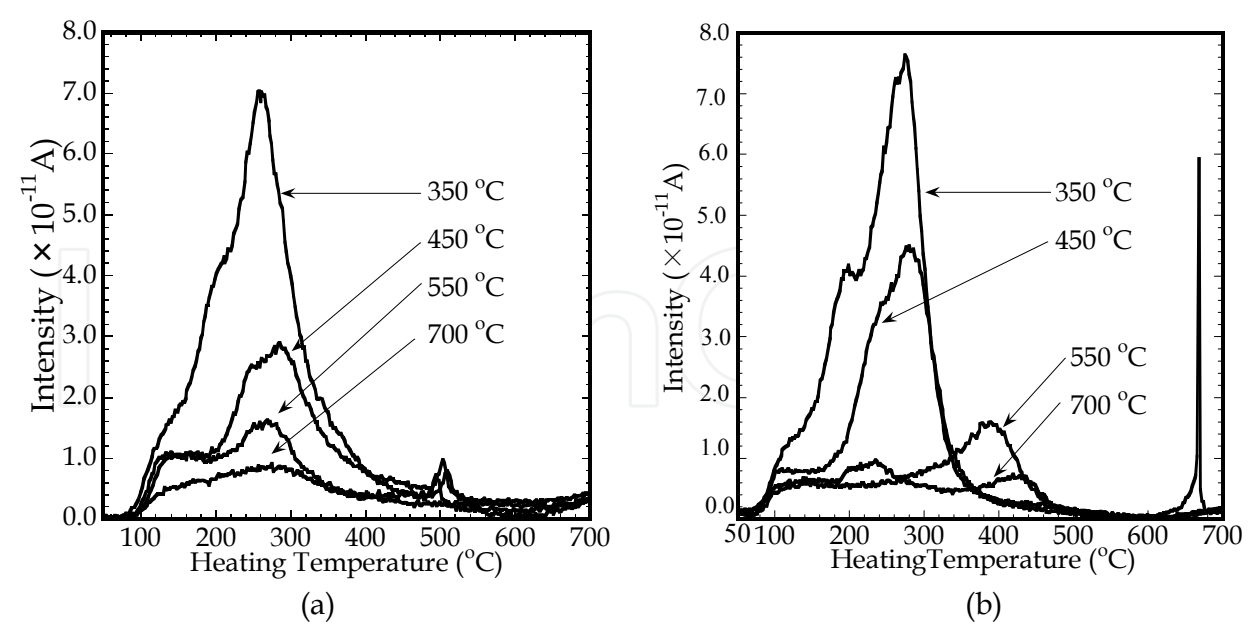 8.0
7.0
6.0
5.0
4.0
3.0
2.0
1.0
0.0
Intensity (×10⁻¹¹ A)
350 °C
450 °C
550 °C
700 °C
100 200 300 400 500 600 700
Heating Temperature (°C)
(a)
8.0
7.0
6.0
5.0
4.0
3.0
2.0
1.0
0.0
Intensity (×10⁻¹¹ A)
350 °C
450 °C
550 °C
700 °C
50 100 200 300 400 500 600 700
HeatingTemperature (°C)
(b)